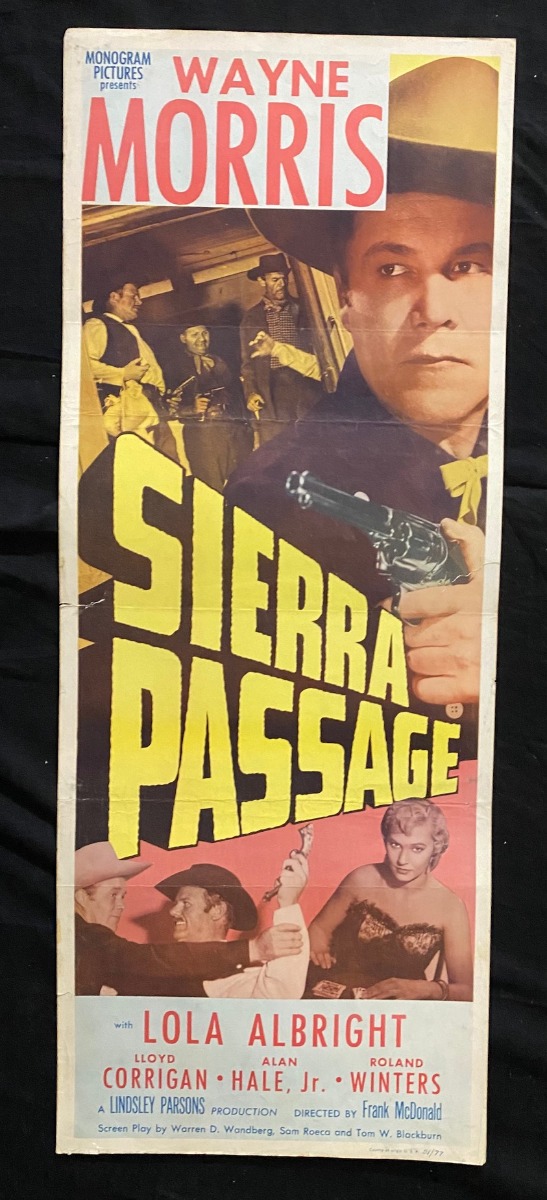 MONOGRAM
PICTURES
presents
WAYNE
MORRIS
SIERRA
PASSAGE
with LOLA ALBRIGHT
LLOYD CORRIGAN • ALAN HALE, Jr. • ROLAND WINTERS
A LINDSLEY PARSONS PRODUCTION DIRECTED BY Frank McDonald
Screen Play by Warren D. Wandberg, Sam Roeca and Tom W. Blackburn